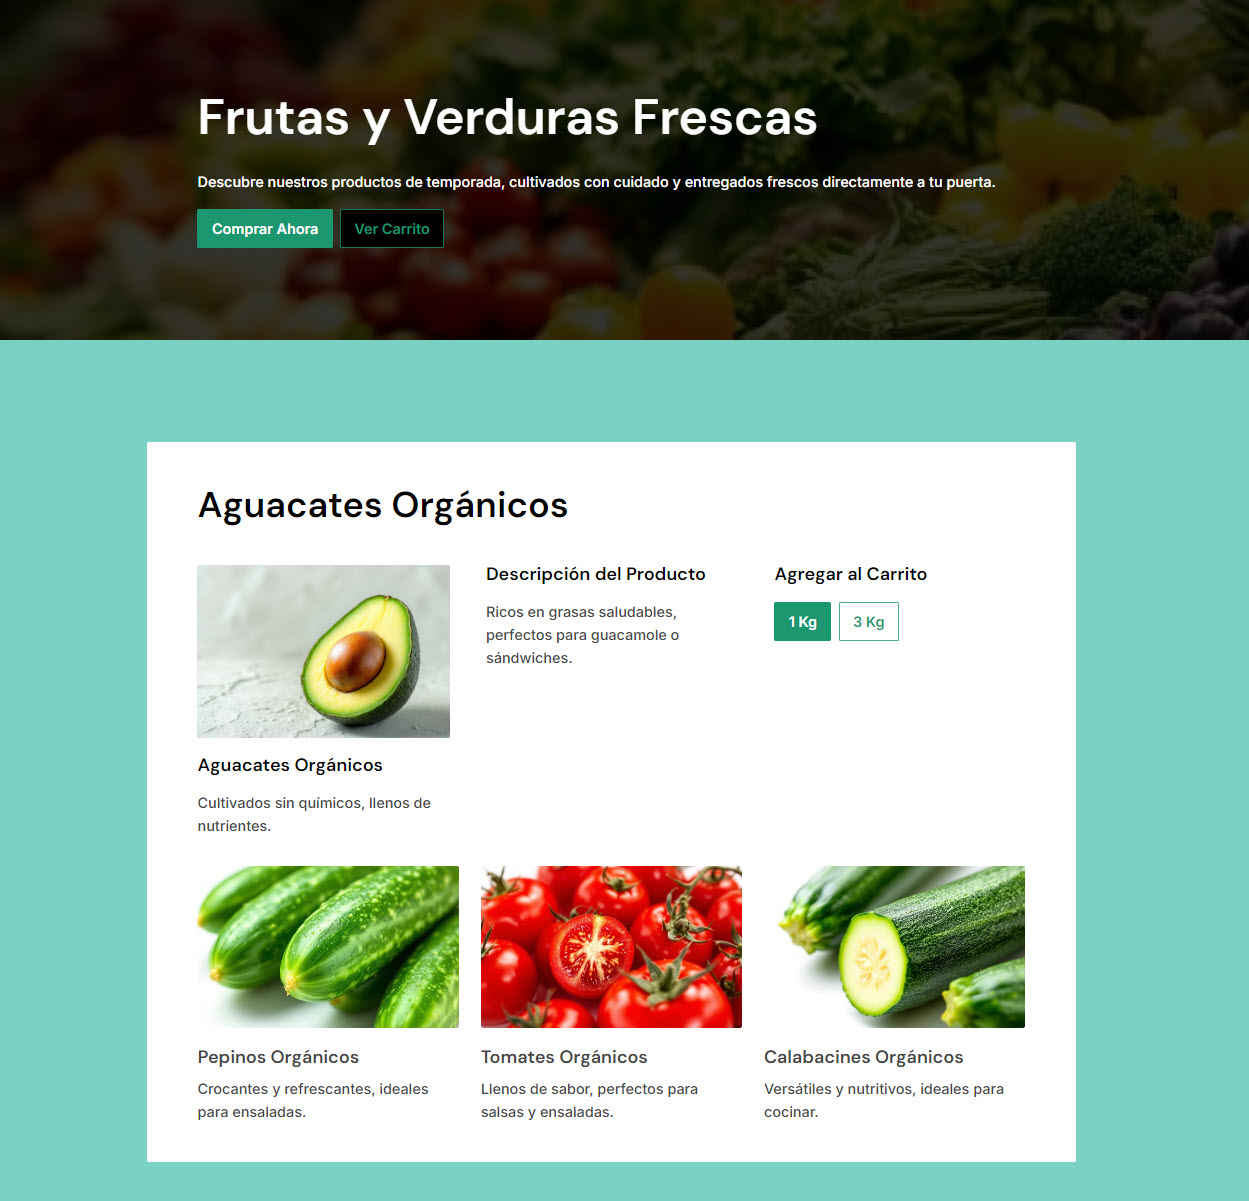 Frutas y Verduras Frescas
Descubre nuestros productos de temporada, cultivados con cuidado y entregados frescos directamente a tu puerta.
Comprar Ahora
Ver Carrito
Aguacates Orgánicos
Descripción del Producto
Ricos en grasas saludables,
perfectos para guacamole o
sándwiches.
Agregar al Carrito
1 Kg
3 Kg
Aguacates Orgánicos
Cultivados sin químicos, llenos de
nutrientes.
Pepinos Orgánicos
Crocantes y refrescantes, ideales
para ensaladas.
Tomates Orgánicos
Llenos de sabor, perfectos para
salsas y ensaladas.
Calabacines Orgánicos
Versátiles y nutritivos, ideales para
cocinar.